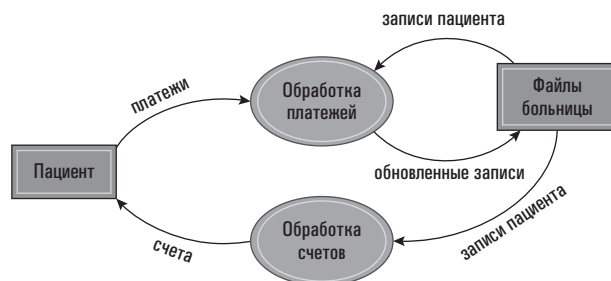 записи пациента
Обработка
платежей
Файлы
больницы
платежи
Пациент
обновленные записи
Обработка
счетов
счета
записи пациента